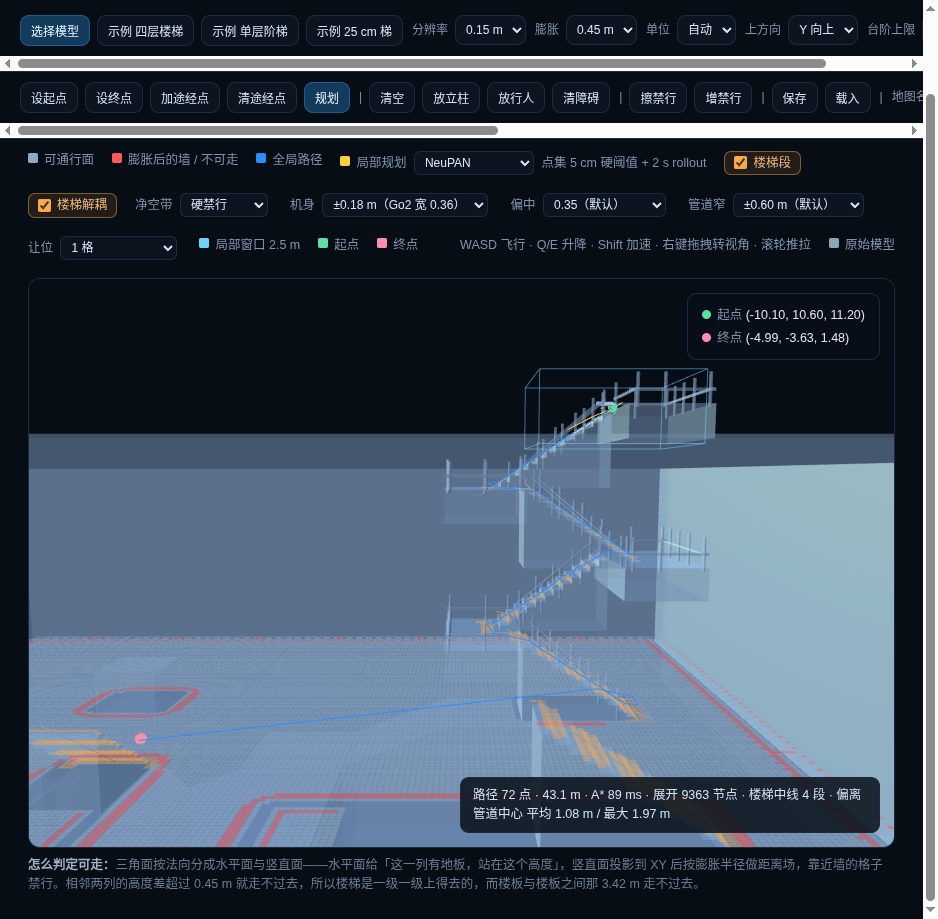 选择模型 示例 四层楼梯 示例 单层阶梯 示例 25 cm 梯 分辨率 0.15 m 膨胀 0.45 m 单位 自动 上方向 Y 向上 台阶上限
设起点 设终点 加途经点 清途经点 规划 | 清空 放立柱 放行人 清障碍 | 擦禁行 增禁行 | 保存 载入 | 地图
可通行面 膨胀后的墙 / 不可走 全局路径 局部规划 NeuPAN 点集 5 cm 硬阈值 + 2 s rollout 楼梯段
楼梯解耦 净空带 硬禁行 机身 ±0.18 m（Go2 宽 0.36） 偏中 0.35（默认） 管道窄 ±0.60 m（默认）
让位 1 格 局部窗口 2.5 m 起点 终点 WASD 飞行 · Q/E 升降 · Shift 加速 · 右键拖拽转视角 · 滚轮推拉 原始模型
起点 (-10.10, 10.60, 11.20)
终点 (-4.99, -3.63, 1.48)
路径 72 点 · 43.1 m · A* 89 ms · 展开 9363 节点 · 楼梯中线 4 段 · 偏离
管道中心 平均 1.08 m / 最大 1.97 m
怎么判定可走：三角面按法向分成水平面与竖直面——水平面给「这一列有地板，站在这个高度」，竖直面投影到 XY 后按膨胀半径做距离场，靠近墙的格子
禁行。相邻两列的高度差超过 0.45 m 就走不过去，所以楼梯是一级一级上得去的，而楼板与楼板之间那 3.42 m 走不过去。